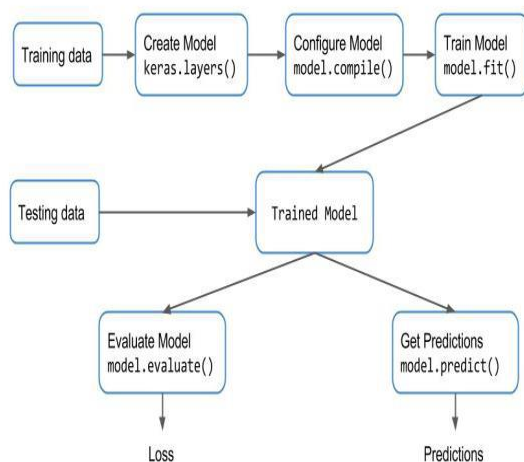 Training data
Create Model
keras.layers()
Configure Model
model.compile()
Train Model
model.fit()
Testing data
Trained Model
Evaluate Model
model.evaluate()
Get Predictions
model.predict()
Loss
Predictions